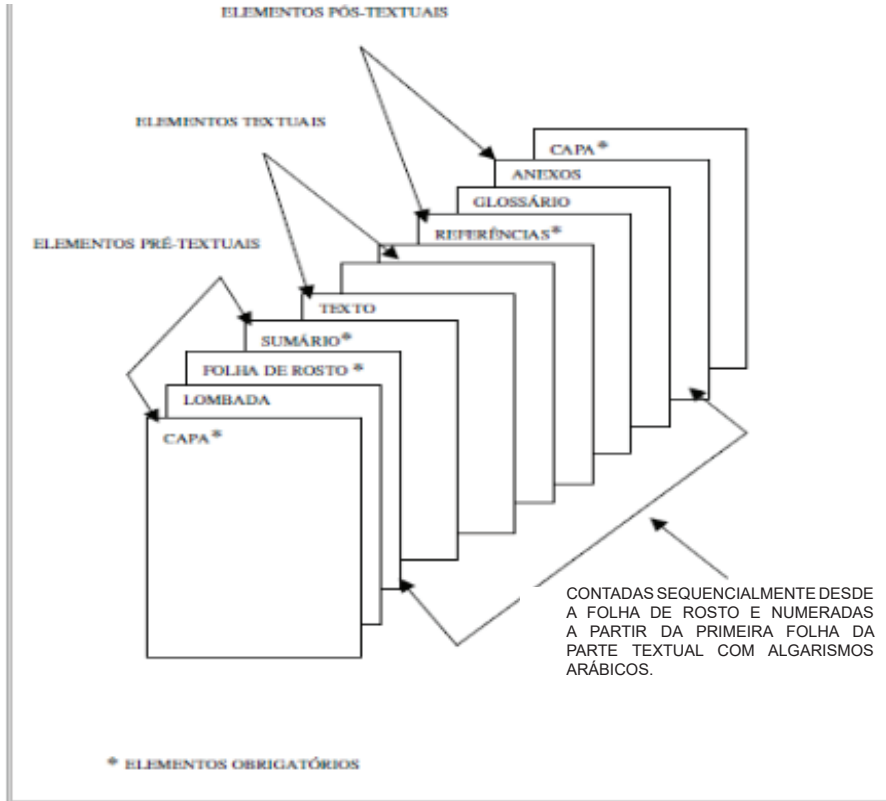 ELEMENTOS PÓS-TEXTUAIS
ELEMENTOS TEXTUAIS
CAPA*
ANEXOS
GLOSSÁRIO
REFERÊNCIAS*
ELEMENTOS PRÉ-TEXTUAIS
TEXTO
SUMÁRIO*
FOLHA DE ROSTO *
LOMBADA
CAPA*
CONTADAS SEQUENCIALMENTE DESDE
A FOLHA DE ROSTO E NUMERADAS
A PARTIR DA PRIMEIRA FOLHA DA
PARTE TEXTUAL COM ALGARISMOS
ARÁBICOS.
* ELEMENTOS OBRIGATÓRIOS